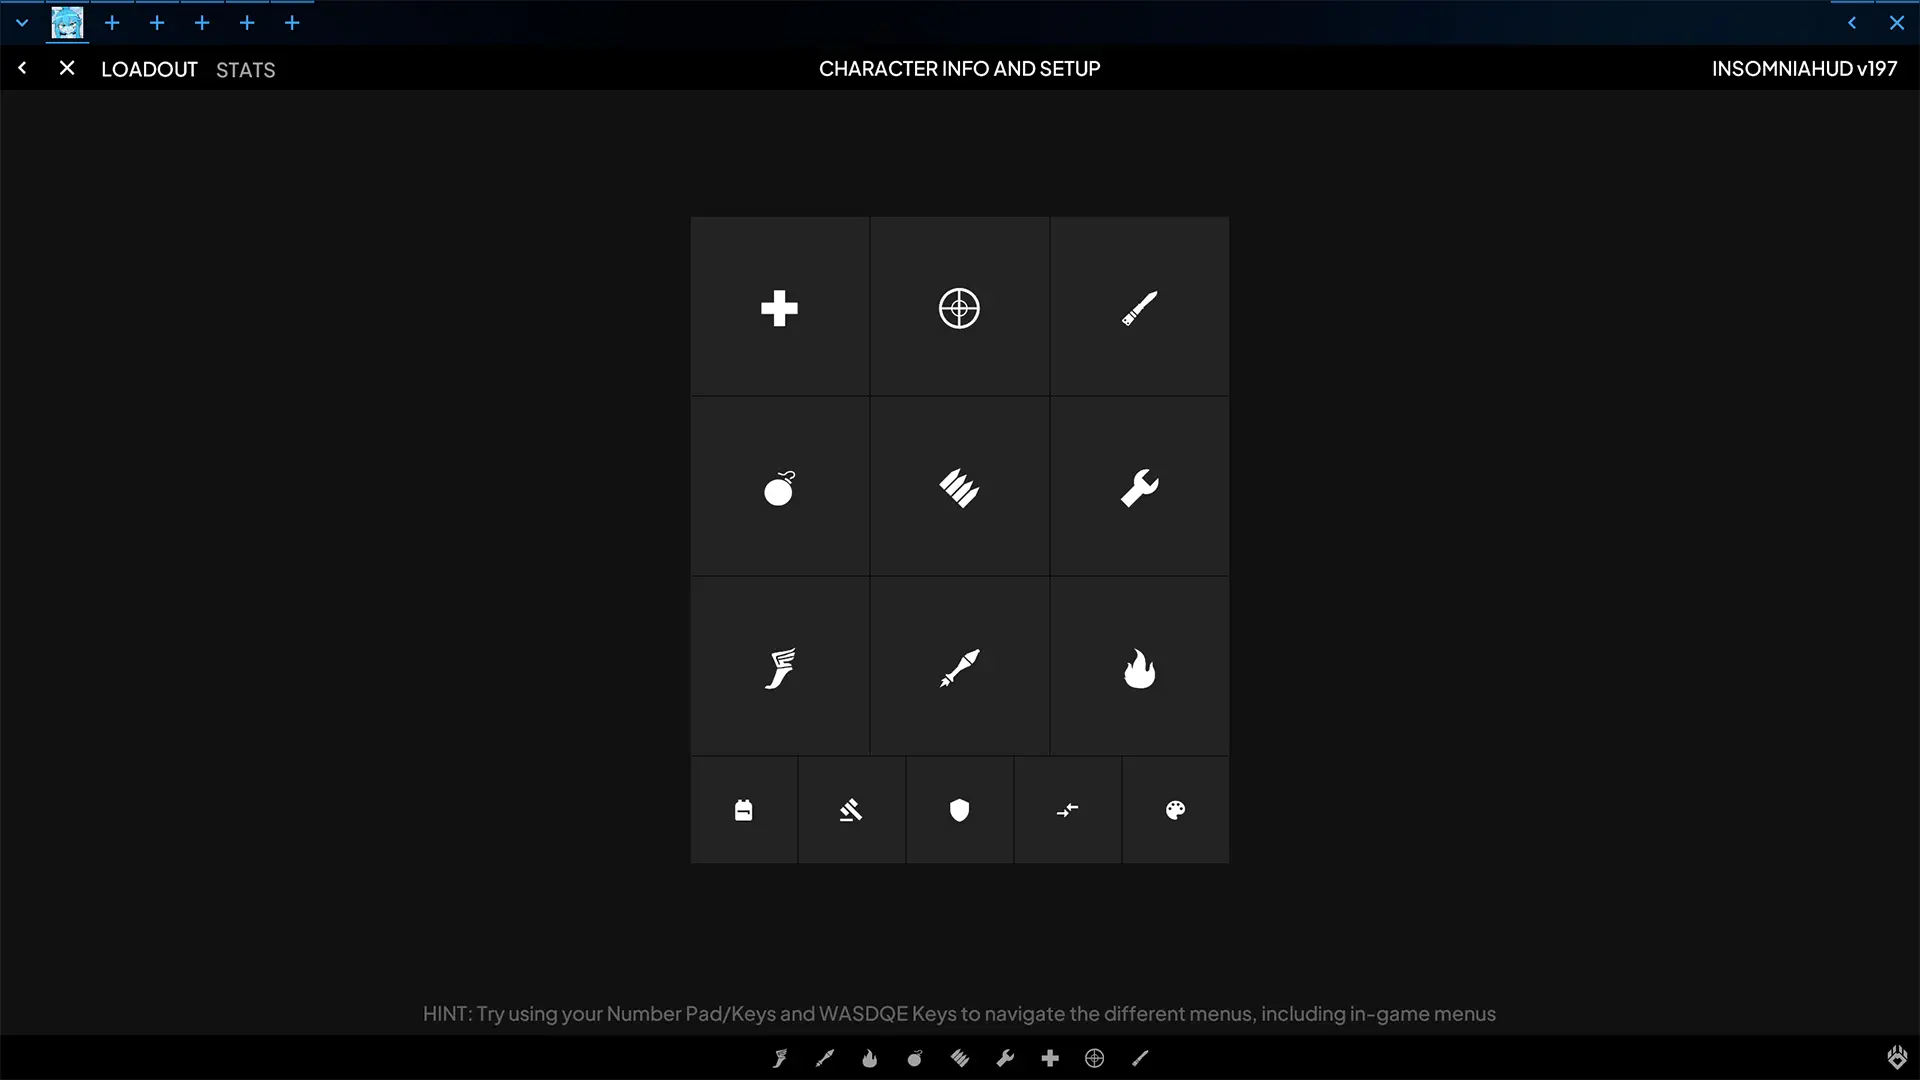 LOADOUT STATS
CHARACTER INFO AND SETUP
INSOMNIAHUD v197
HINT: Try using your Number Pad/Keys and WASDQE Keys to navigate the different menus, including in-game menus